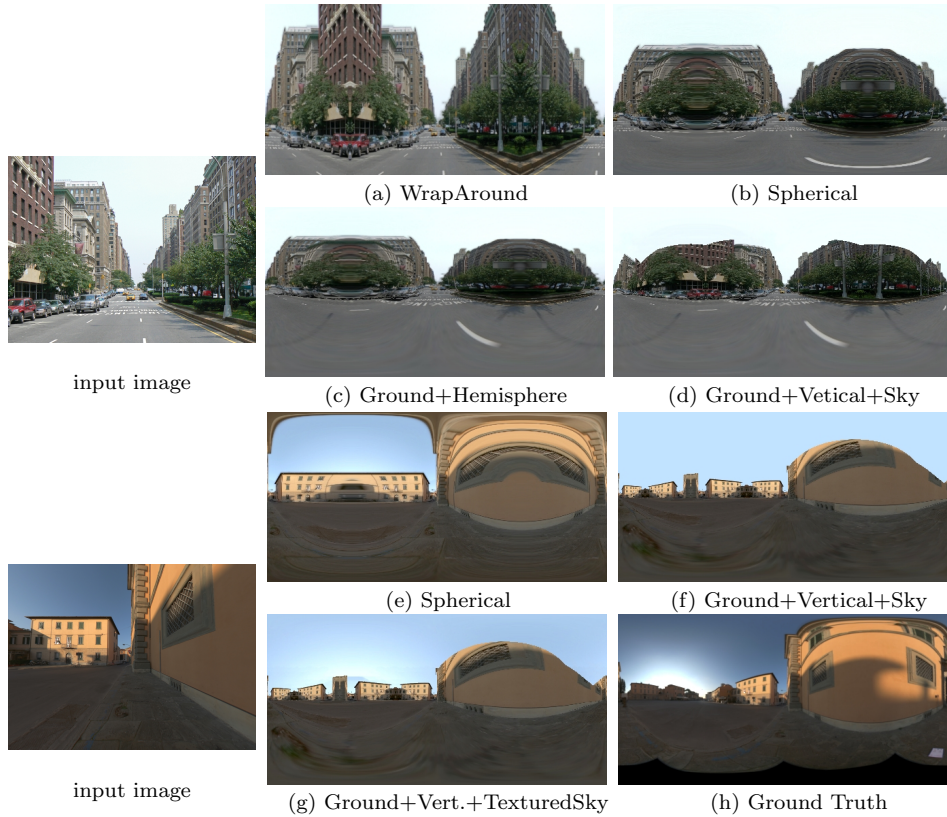 (a) WrapAround
(b) Spherical
input image
(c) Ground+Hemisphere
(d) Ground+Vetical+Sky
(e) Spherical
(f) Ground+Vertical+Sky
input image
(g) Ground+Vert.+TexturedSky
(h) Ground Truth